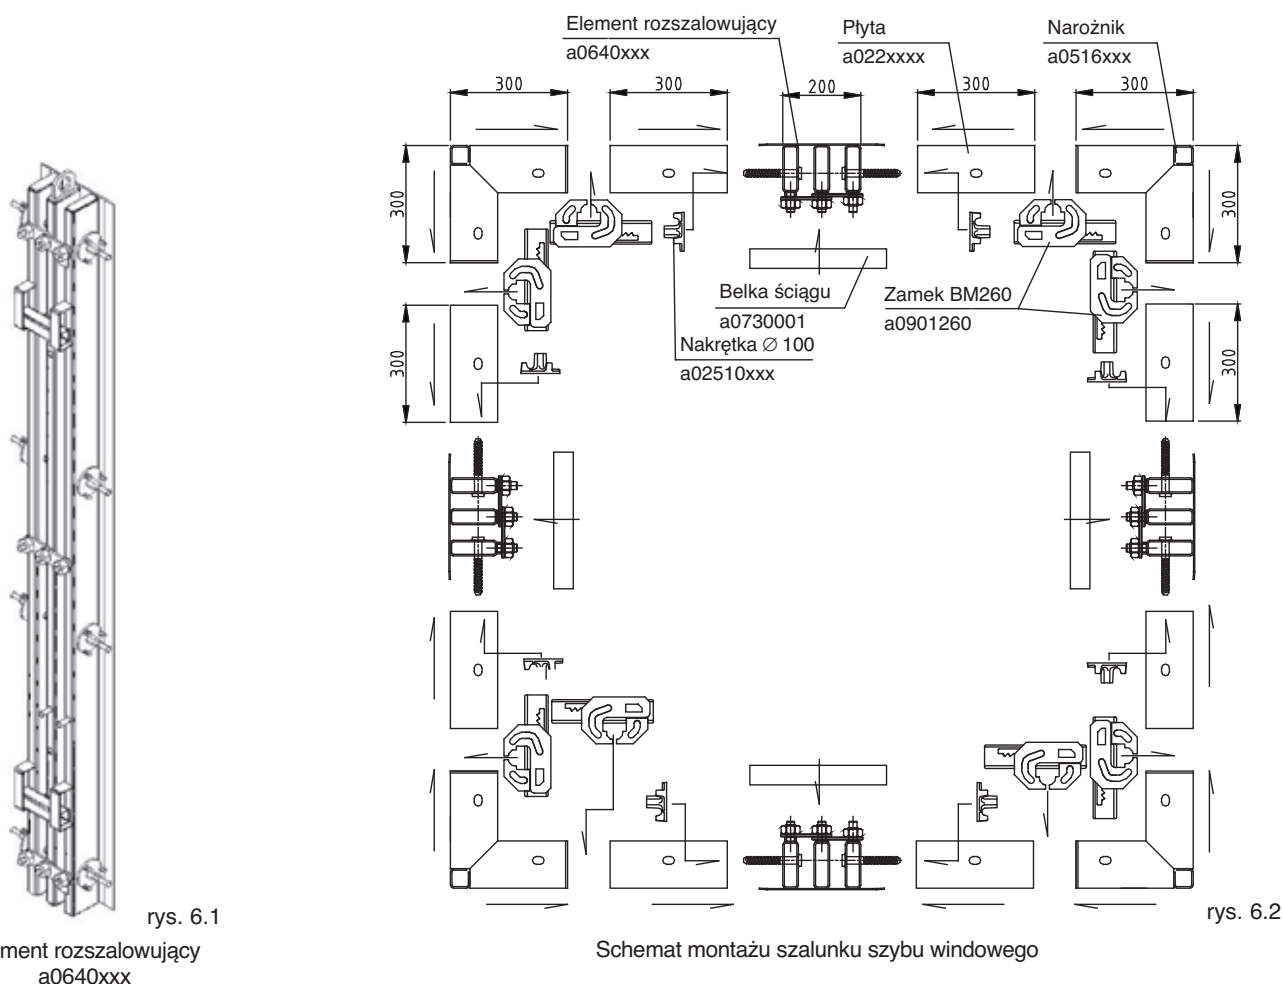 Element rozszalowujący
a0640xxx
Płyta
a022xxxx
Narożnik
a0516xxx
300
300
200
300
300
300
300
Belka ściągu
a0730001
Zamek BM260
a0901260
Nakrętka ∅ 100
a02510xxx
300
300
rys. 6.1
ment rozszalowujący
a0640xxx
rys. 6.2
Schemat montażu szalunku szybu windowego